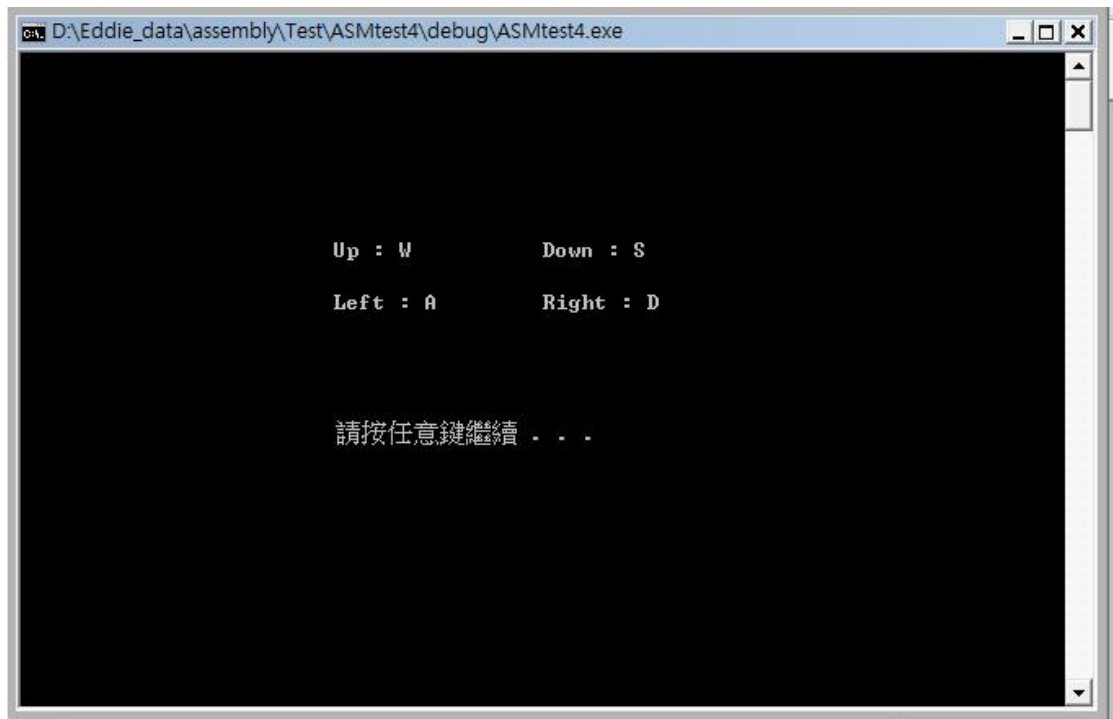 D:\Eddie_data\assembly\Test\ASMtest4\debug\ASMtest4.exe
Up : W Down : S
Left : A Right : D
請按任意鍵繼續 . . .